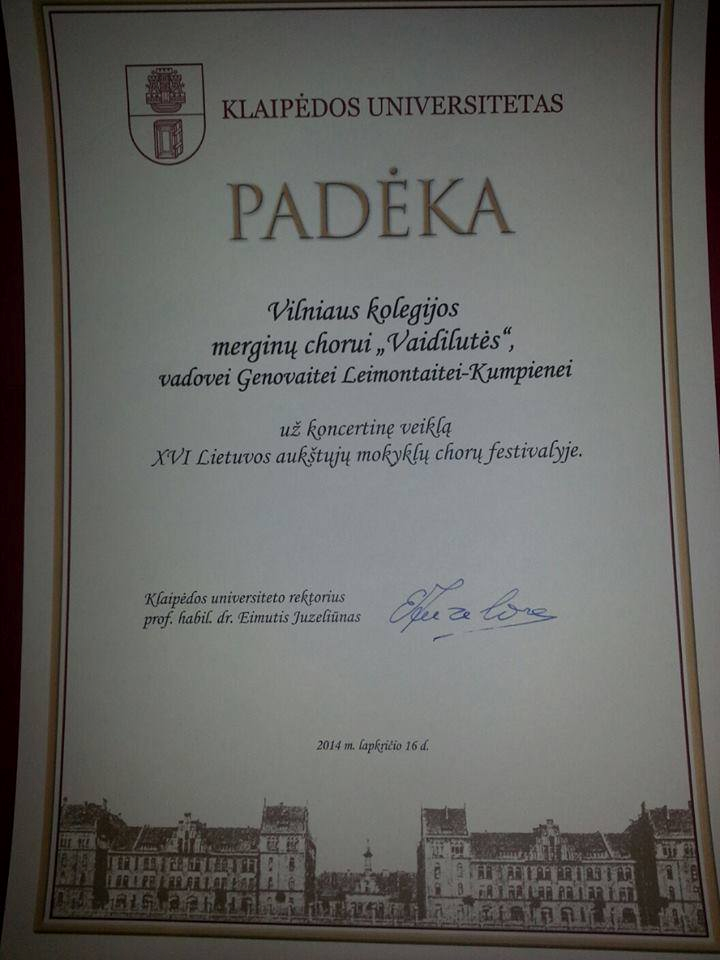 KLAIPĖDOS UNIVERSITETAS
PADĖKA
Vilniaus kolegijos
merginų chorui „Vaidilutės“,
vadovei Genovaitei Leimontaitei-Kumpienei
už koncertinę veiklą
XVI Lietuvos aukštųjų mokyklų chorų festivalyje.
Klaipėdos universiteto rektorius
prof. habil. dr. Eimutis Juzeliūnas
2014 m. lapkričio 16 d.